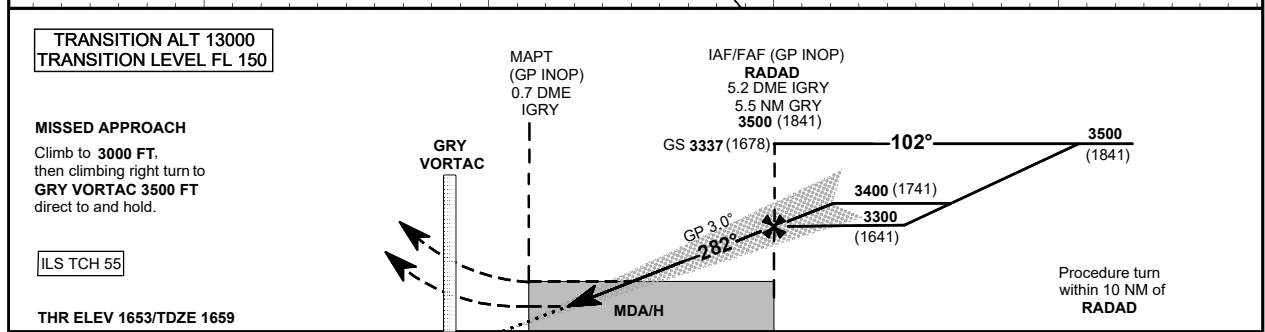 TRANSITION ALT 13000
TRANSITION LEVEL FL 150
MISSED APPROACH
Climb to 3000 FT,
then climbing right turn to
GRY VORTAC 3500 FT
direct to and hold.
ILS TCH 55
THR ELEV 1653/TDZE 1659
GRY
VORTAC
MAPT
(GP INOP)
0.7 DME
IGRY
IAF/FAF (GP INOP)
RADAD
5.2 DME IGRY
5.5 NM GRY
3500 (1841)
GS 3337 (1678)
102°
3500
(1841)
3400 (1741)
3300
(1641)
GP 3.0°
282°
MDA/H
Procedure turn
within 10 NM of
RADAD